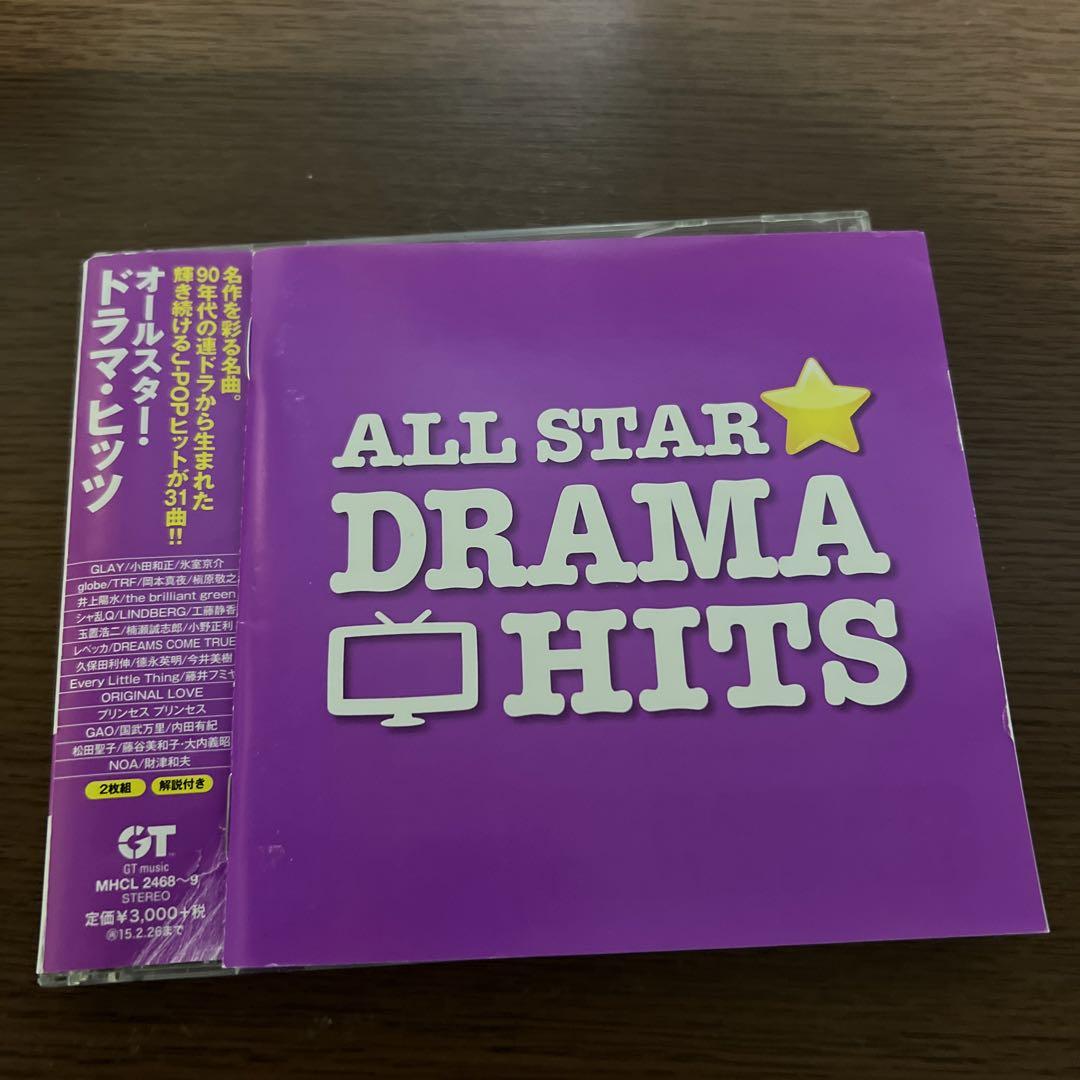 オールスター・
ドラマ・ヒッツ
名作を彩る名曲。
90年代の連ドラから生まれた
輝き続けるJ-POPヒットが31曲!!
GLAY/小田和正/氷室京介
globe/TRF/岡本真夜/槇原敬之
井上陽水/the brilliant green
シャ乱Q/LINDBERG/工藤静香
玉置浩二/楠瀬誠志郎/小野正利
レベッカ/DREAMS COME TRUE
久保田利伸/徳永英明/今井美樹
Every Little Thing/藤井フミヤ
ORIGINAL LOVE
プリンセス プリンセス
GAO/国武万里/内田有紀
松田聖子/藤谷美和子・大内義昭
NOA/財津和夫
2枚組 解説付き
GT
GT music
MHCL 2468〜9
STEREO
定価¥3,000+税
15.2.26まで
ALL STAR
DRAMA
HITS